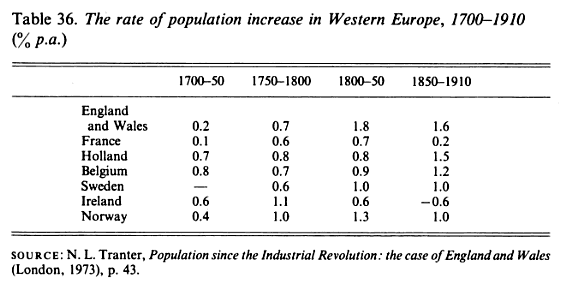 Table 36. The rate of population increase in Western Europe, 1700–1910
(% p.a.)
1700–50 1750–1800 1800–50 1850–1910
England
and Wales 0.2 0.7 1.8 1.6
France 0.1 0.6 0.7 0.2
Holland 0.7 0.8 0.8 1.5
Belgium 0.8 0.7 0.9 1.2
Sweden — 0.6 1.0 1.0
Ireland 0.6 1.1 0.6 −0.6
Norway 0.4 1.0 1.3 1.0
SOURCE: N. L. Tranter, Population since the Industrial Revolution: the case of England and Wales
(London, 1973), p. 43.